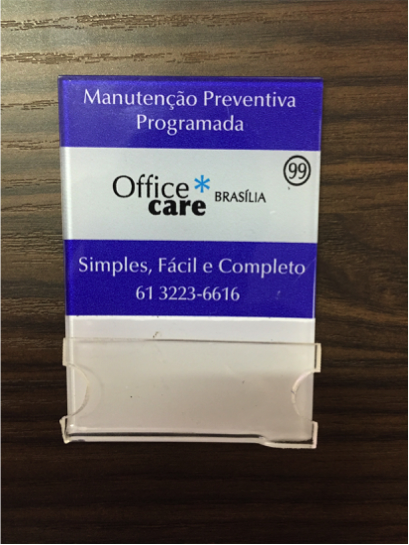 Manutenção Preventiva
Programada
99
Office*
care BRASÍLIA
Simples, Fácil e Completo
61 3223-6616